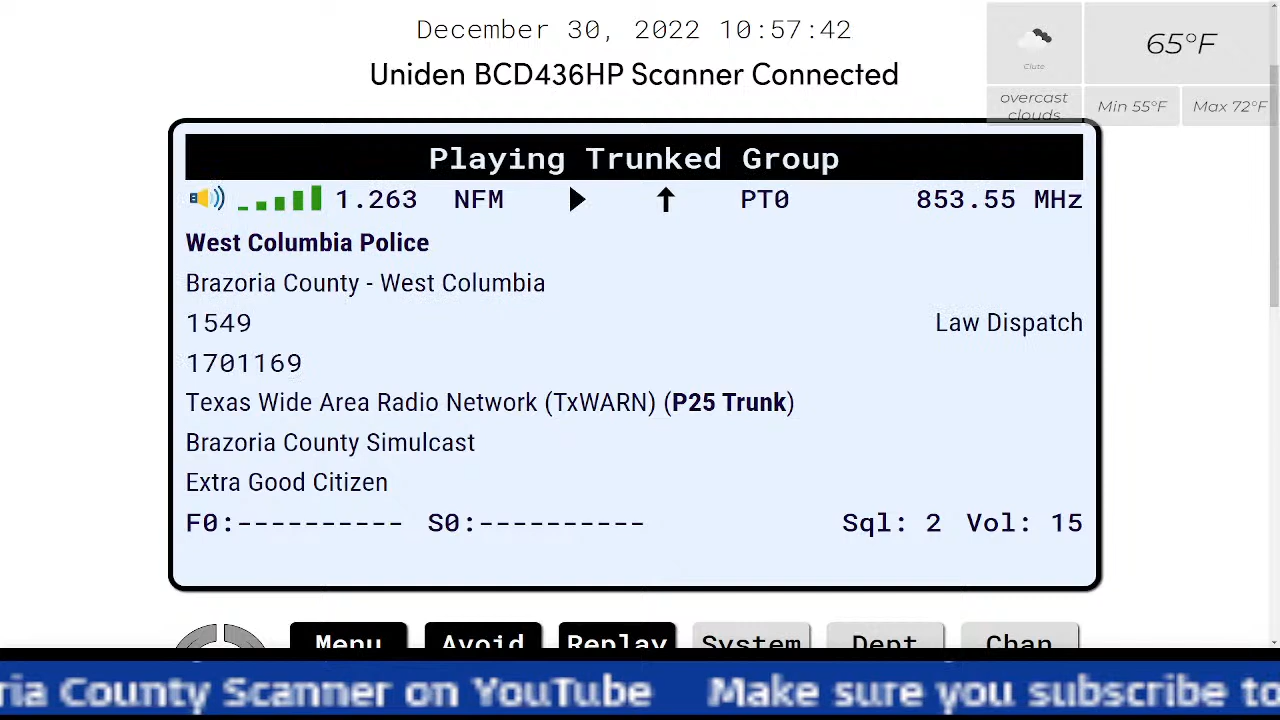 December 30, 2022 10:57:42
Uniden BCD436HP Scanner Connected
Clute
65°F
overcast clouds
Min 55°F
Max 72°F
Playing Trunked Group
1.263 NFM PT0 853.55 MHz
West Columbia Police
Brazoria County - West Columbia
1549 Law Dispatch
1701169
Texas Wide Area Radio Network (TxWARN) (P25 Trunk)
Brazoria County Simulcast
Extra Good Citizen
F0:---------- S0:---------- Sql: 2 Vol: 15
Menu Avoid Replay System Dept Chan
ria County Scanner on YouTube Make sure you subscribe to